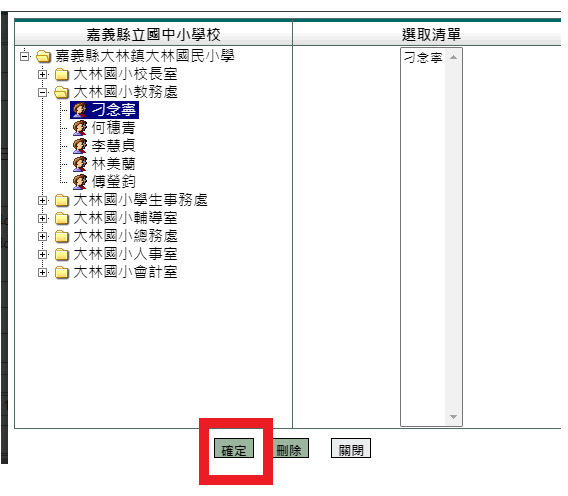 嘉義縣立國中小學校
選取清單
嘉義縣大林鎮大林國民小學
大林國小校長室
大林國小教務處
刁念寧
何穗青
李慧貞
林美蘭
傅瑩鈞
大林國小學生事務處
大林國小輔導室
大林國小總務處
大林國小人事室
大林國小會計室
刁念寧
確定
刪除
關閉